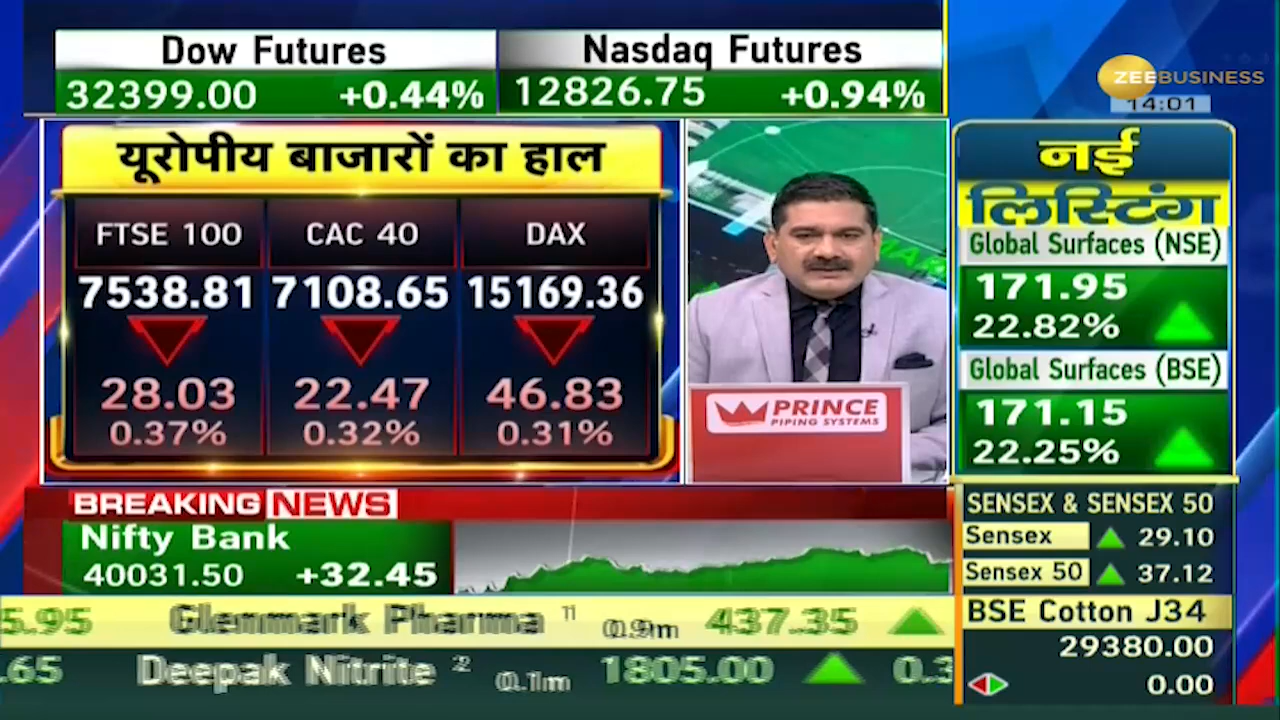 Dow Futures
32399.00 +0.44%
Nasdaq Futures
12826.75 +0.94%
ZEEBUSINESS
14:01
यूरोपीय बाजारों का हाल
FTSE 100 CAC 40 DAX
7538.81 7108.65 15169.36
28.03 22.47 46.83
0.37% 0.32% 0.31%
PRINCE
PIPING SYSTEMS
नई
लिस्टिंग
Global Surfaces (NSE)
171.95
22.82%
Global Surfaces (BSE)
171.15
22.25%
BREAKING NEWS
Nifty Bank
40031.50 +32.45
SENSEX & SENSEX 50
Sensex 29.10
Sensex 50 37.12
BSE Cotton J34
29380.00
0.00
5.95 Glenmark Pharma 0.9m 437.35
.65 Deepak Nitrite 0.1m 1805.00 0.3